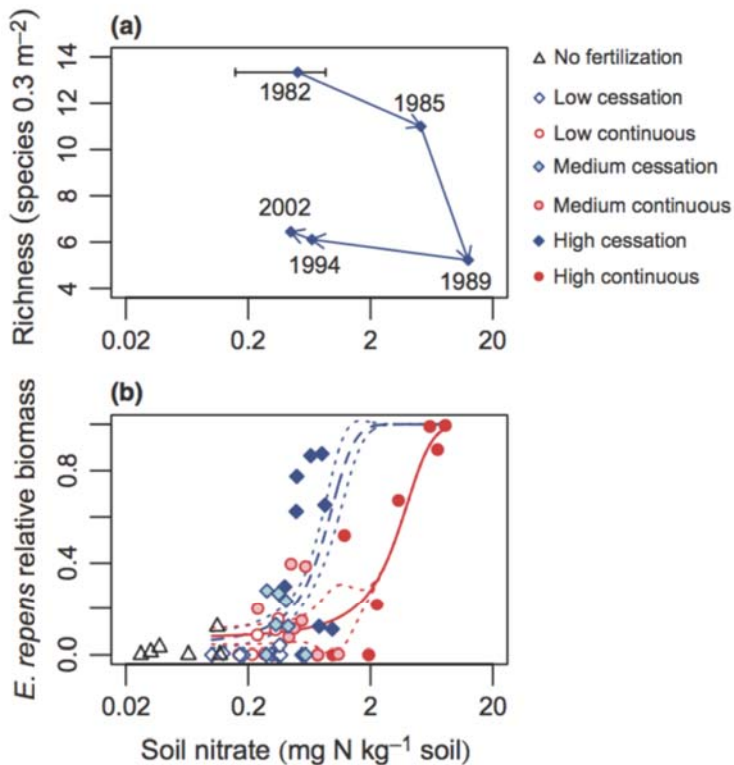 (a)
Richness (species 0.3 m⁻²)
14
12
10
8
6
4
1982
1985
2002
1994
1989
0.02 0.2 2 20
No fertilization
Low cessation
Low continuous
Medium cessation
Medium continuous
High cessation
High continuous
(b)
E. repens relative biomass
0.8
0.4
0.0
0.02 0.2 2 20
Soil nitrate (mg N kg⁻¹ soil)